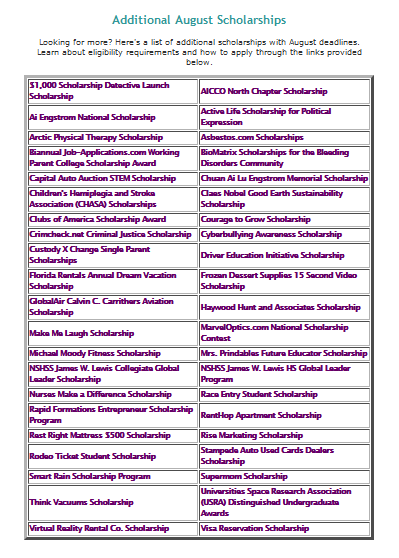 Additional August Scholarships
Looking for more? Here's a list of additional scholarships with August deadlines.
Learn about eligibility requirements and how to apply through the links provided
below.
$1,000 Scholarship Detective Launch
Scholarship
AICCO North Chapter Scholarship
Ai Engstrom National Scholarship
Active Life Scholarship for Political
Expression
Arctic Physical Therapy Scholarship
Asbestos.com Scholarships
Biannual Job-Applications.com Working
Parent College Scholarship Award
BioMatrix Scholarships for the Bleeding
Disorders Community
Capital Auto Auction STEM Scholarship
Chuan Ai Lu Engstrom Memorial Scholarship
Children's Hemiplegia and Stroke
Association (CHASA) Scholarships
Claes Nobel Good Earth Sustainability
Scholarship
Clubs of America Scholarship Award
Courage to Grow Scholarship
Crimcheck.net Criminal Justice Scholarship
Cyberbullying Awareness Scholarship
Custody X Change Single Parent
Scholarships
Driver Education Initiative Scholarship
Florida Rentals Annual Dream Vacation
Scholarship
Frozen Dessert Supplies 15 Second Video
Scholarship
GlobalAir Calvin C. Carrithers Aviation
Scholarship
Haywood Hunt and Associates Scholarship
Make Me Laugh Scholarship
MarvelOptics.com National Scholarship
Contest
Michael Moody Fitness Scholarship
Mrs. Prindables Future Educator Scholarship
NSHSS James W. Lewis Collegiate Global
Leader Scholarship
NSHSS James W. Lewis HS Global Leader
Program
Nurses Make a Difference Scholarship
Race Entry Student Scholarship
Rapid Formations Entrepreneur Scholarship
Program
RentHop Apartment Scholarship
Rest Right Mattress $500 Scholarship
Rise Marketing Scholarship
Rodeo Ticket Student Scholarship
Stampede Auto Used Cards Dealers
Scholarship
Smart Rain Scholarship Program
Supermom Scholarship
Think Vacuums Scholarship
Universities Space Research Association
(USRA) Distinguished Undergraduate
Awards
Virtual Reality Rental Co. Scholarship
Visa Reservation Scholarship